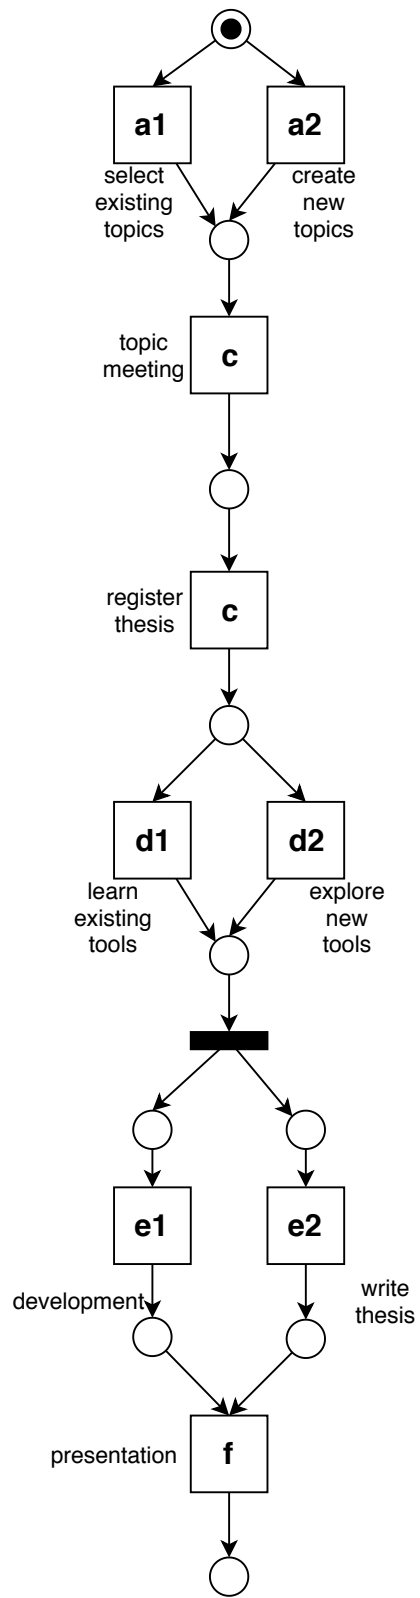 a1
a2
select
existing
topics
create
new
topics
topic
meeting
c
register
thesis
c
d1
d2
learn
existing
tools
explore
new
tools
e1
e2
development
write
thesis
presentation
f